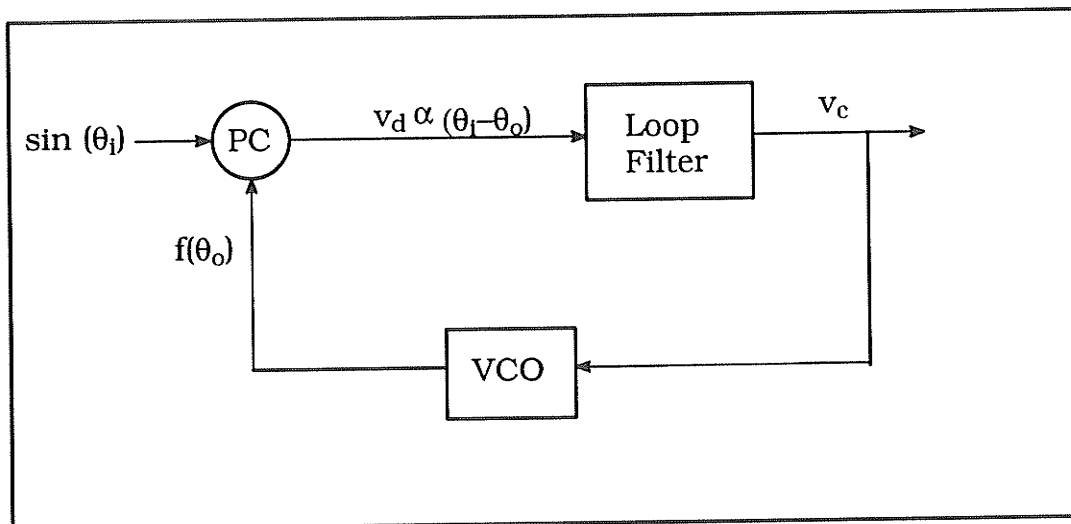 sin (θi)
PC
vd α (θi–θo)
Loop
Filter
vc
f(θo)
VCO